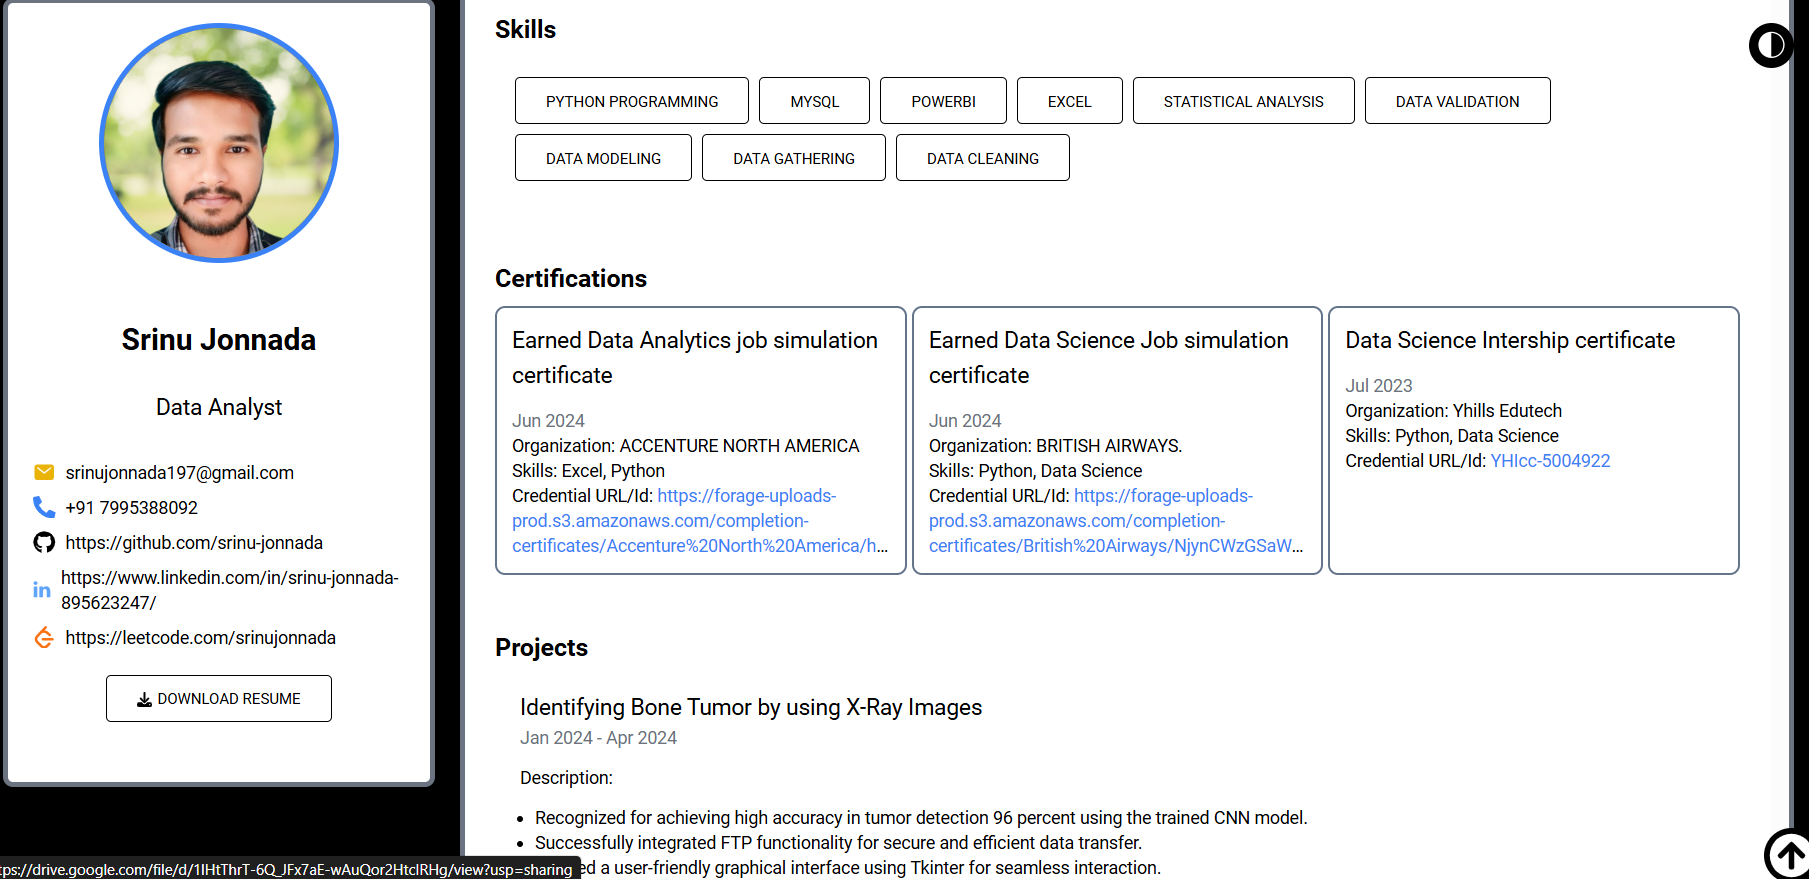 Srinu Jonnada
Data Analyst
srinujonnada197@gmail.com
+91 7995388092
https://github.com/srinu-jonnada
https://www.linkedin.com/in/srinu-jonnada-
895623247/
https://leetcode.com/srinujonnada
DOWNLOAD RESUME
Skills
PYTHON PROGRAMMING
MYSQL
POWERBI
EXCEL
STATISTICAL ANALYSIS
DATA VALIDATION
DATA MODELING
DATA GATHERING
DATA CLEANING
Certifications
Earned Data Analytics job simulation
certificate
Jun 2024
Organization: ACCENTURE NORTH AMERICA
Skills: Excel, Python
Credential URL/Id: https://forage-uploads-
prod.s3.amazonaws.com/completion-
certificates/Accenture%20North%20America/h...
Earned Data Science Job simulation
certificate
Jun 2024
Organization: BRITISH AIRWAYS.
Skills: Python, Data Science
Credential URL/Id: https://forage-uploads-
prod.s3.amazonaws.com/completion-
certificates/British%20Airways/NjynCWzGSaW...
Data Science Intership certificate
Jul 2023
Organization: Yhills Edutech
Skills: Python, Data Science
Credential URL/Id: YHIcc-5004922
Projects
Identifying Bone Tumor by using X-Ray Images
Jan 2024 - Apr 2024
Description:
• Recognized for achieving high accuracy in tumor detection 96 percent using the trained CNN model.
• Successfully integrated FTP functionality for secure and efficient data transfer.
ed a user-friendly graphical interface using Tkinter for seamless interaction.
tps://drive.google.com/file/d/1IHtThrT-6Q_JFx7aE-wAuQor2HtclRHg/view?usp=sharing